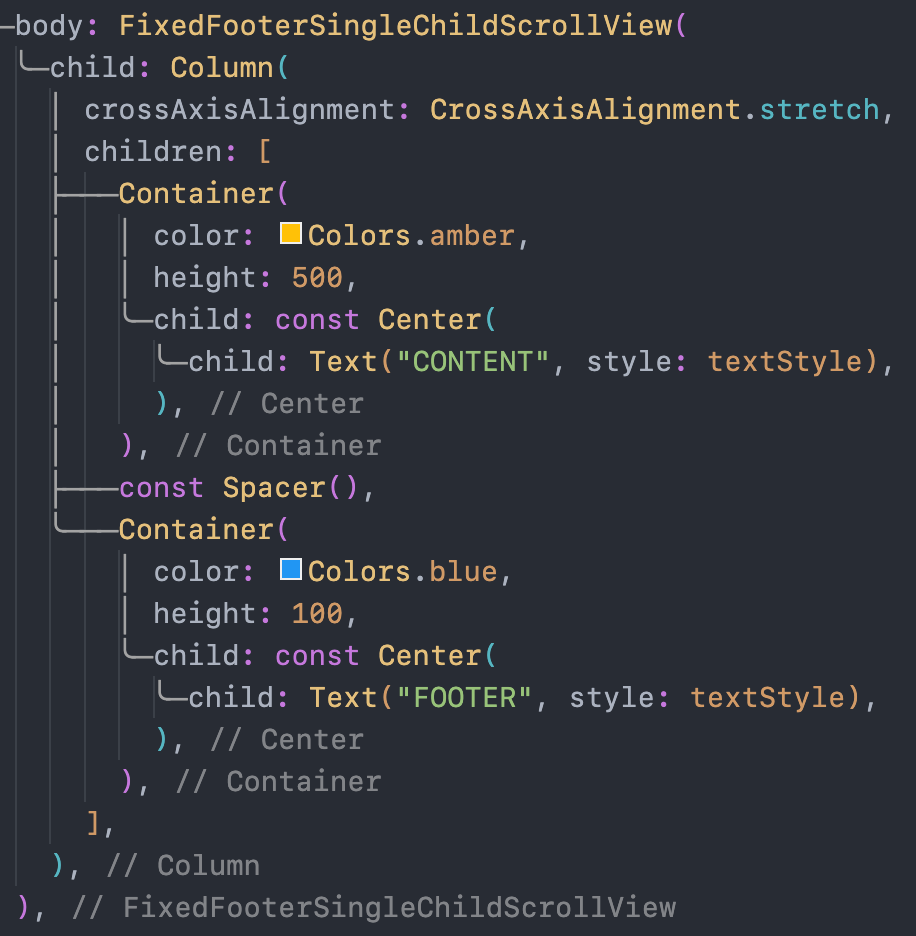 body: FixedFooterSingleChildScrollView(
child: Column(
crossAxisAlignment: CrossAxisAlignment.stretch,
children: [
Container(
color: Colors.amber,
height: 500,
child: const Center(
child: Text("CONTENT", style: textStyle),
), // Center
), // Container
const Spacer(),
Container(
color: Colors.blue,
height: 100,
child: const Center(
child: Text("FOOTER", style: textStyle),
), // Center
), // Container
],
), // Column
), // FixedFooterSingleChildScrollView